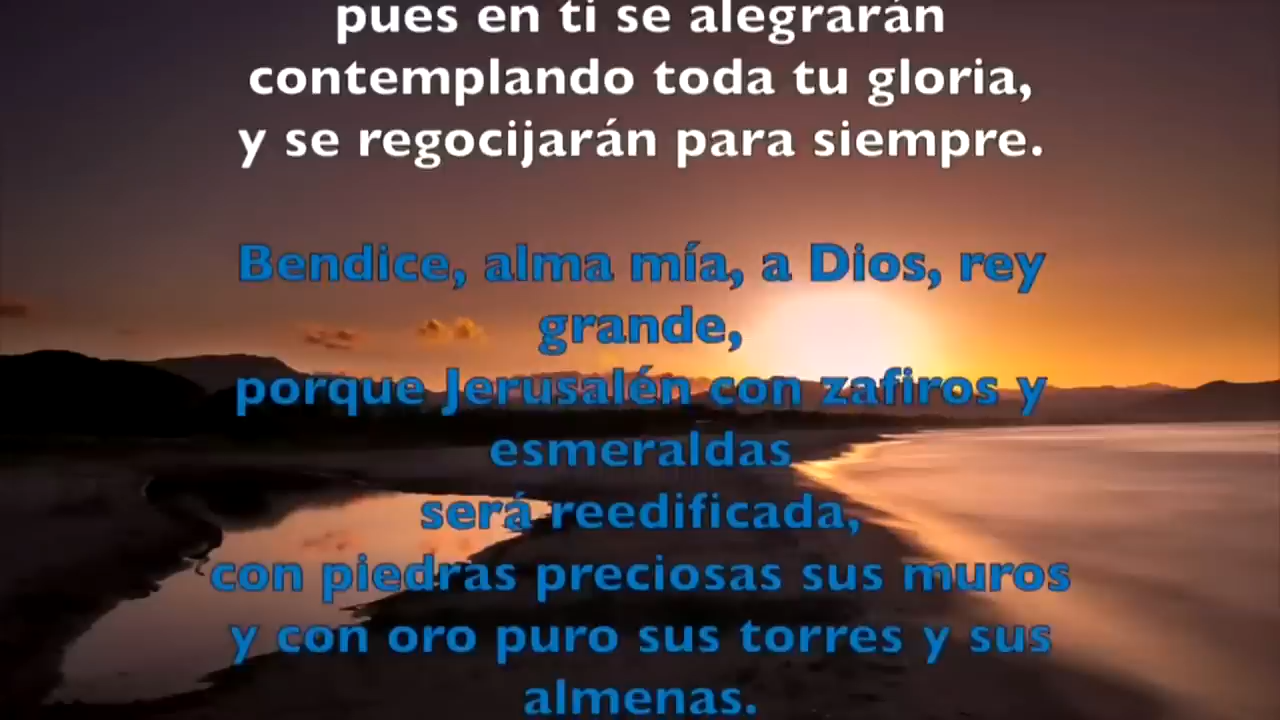 pues en ti se alegrarán
contemplando toda tu gloria,
y se regocijarán para siempre.
Bendice, alma mía, a Dios, rey
grande,
porque Jerusalén con zafiros y
esmeraldas
será reedificada,
con piedras preciosas sus muros
y con oro puro sus torres y sus
almenas.